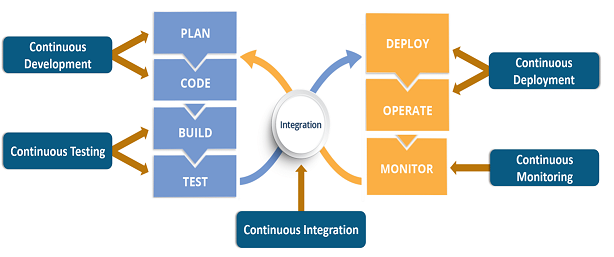 PLAN
DEPLOY
Continuous
Development
Continuous
Deployment
CODE
OPERATE
Integration
BUILD
Continuous Testing
TEST
MONITOR
Continuous
Monitoring
Continuous Integration